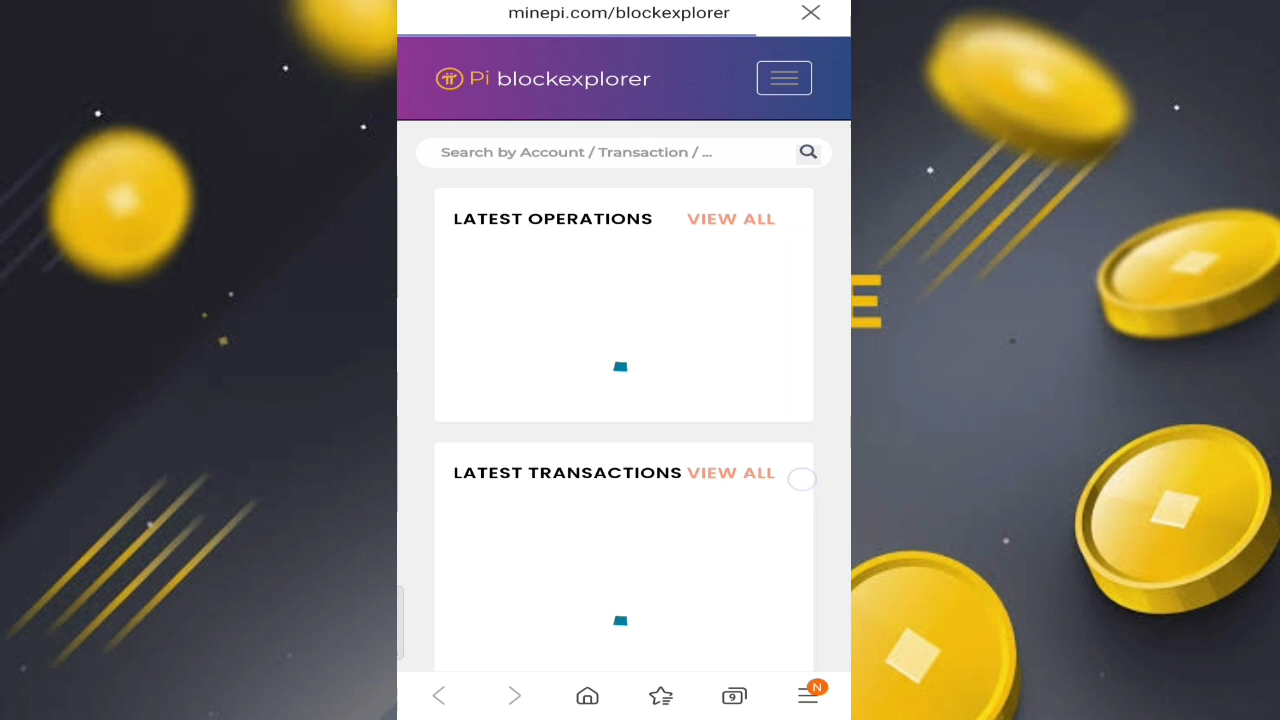 minepi.com/blockexplorer
Pi blockexplorer
Search by Account / Transaction / ...
LATEST OPERATIONS VIEW ALL
E
LATEST TRANSACTIONS VIEW ALL
9
N